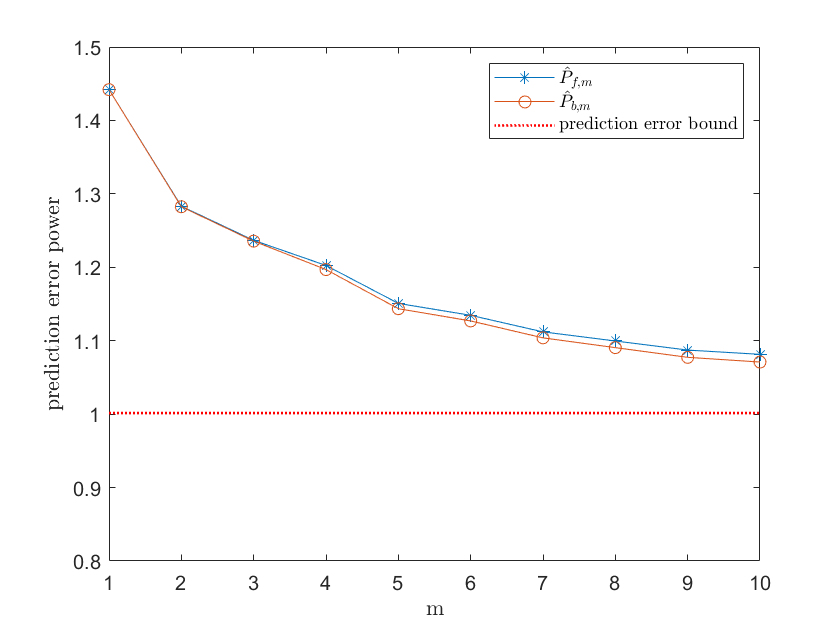 1.5
1.4
1.3
1.2
1.1
1
0.9
0.8
prediction error power
P̂f,m
P̂b,m
prediction error bound
1 2 3 4 5 6 7 8 9 10
m